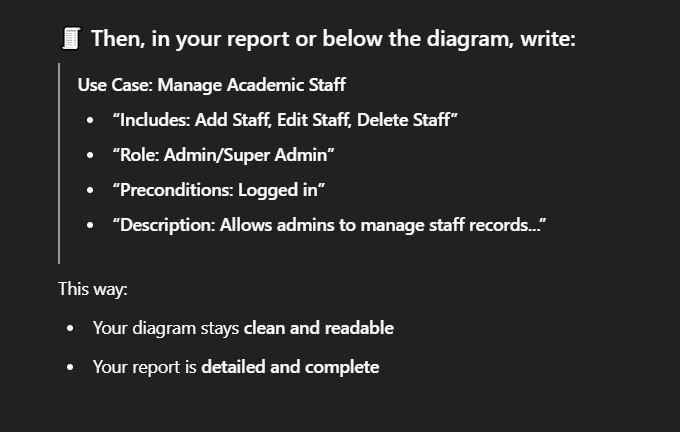 Then, in your report or below the diagram, write:
Use Case: Manage Academic Staff
• “Includes: Add Staff, Edit Staff, Delete Staff”
• “Role: Admin/Super Admin”
• “Preconditions: Logged in”
• “Description: Allows admins to manage staff records...”
This way:
• Your diagram stays clean and readable
• Your report is detailed and complete